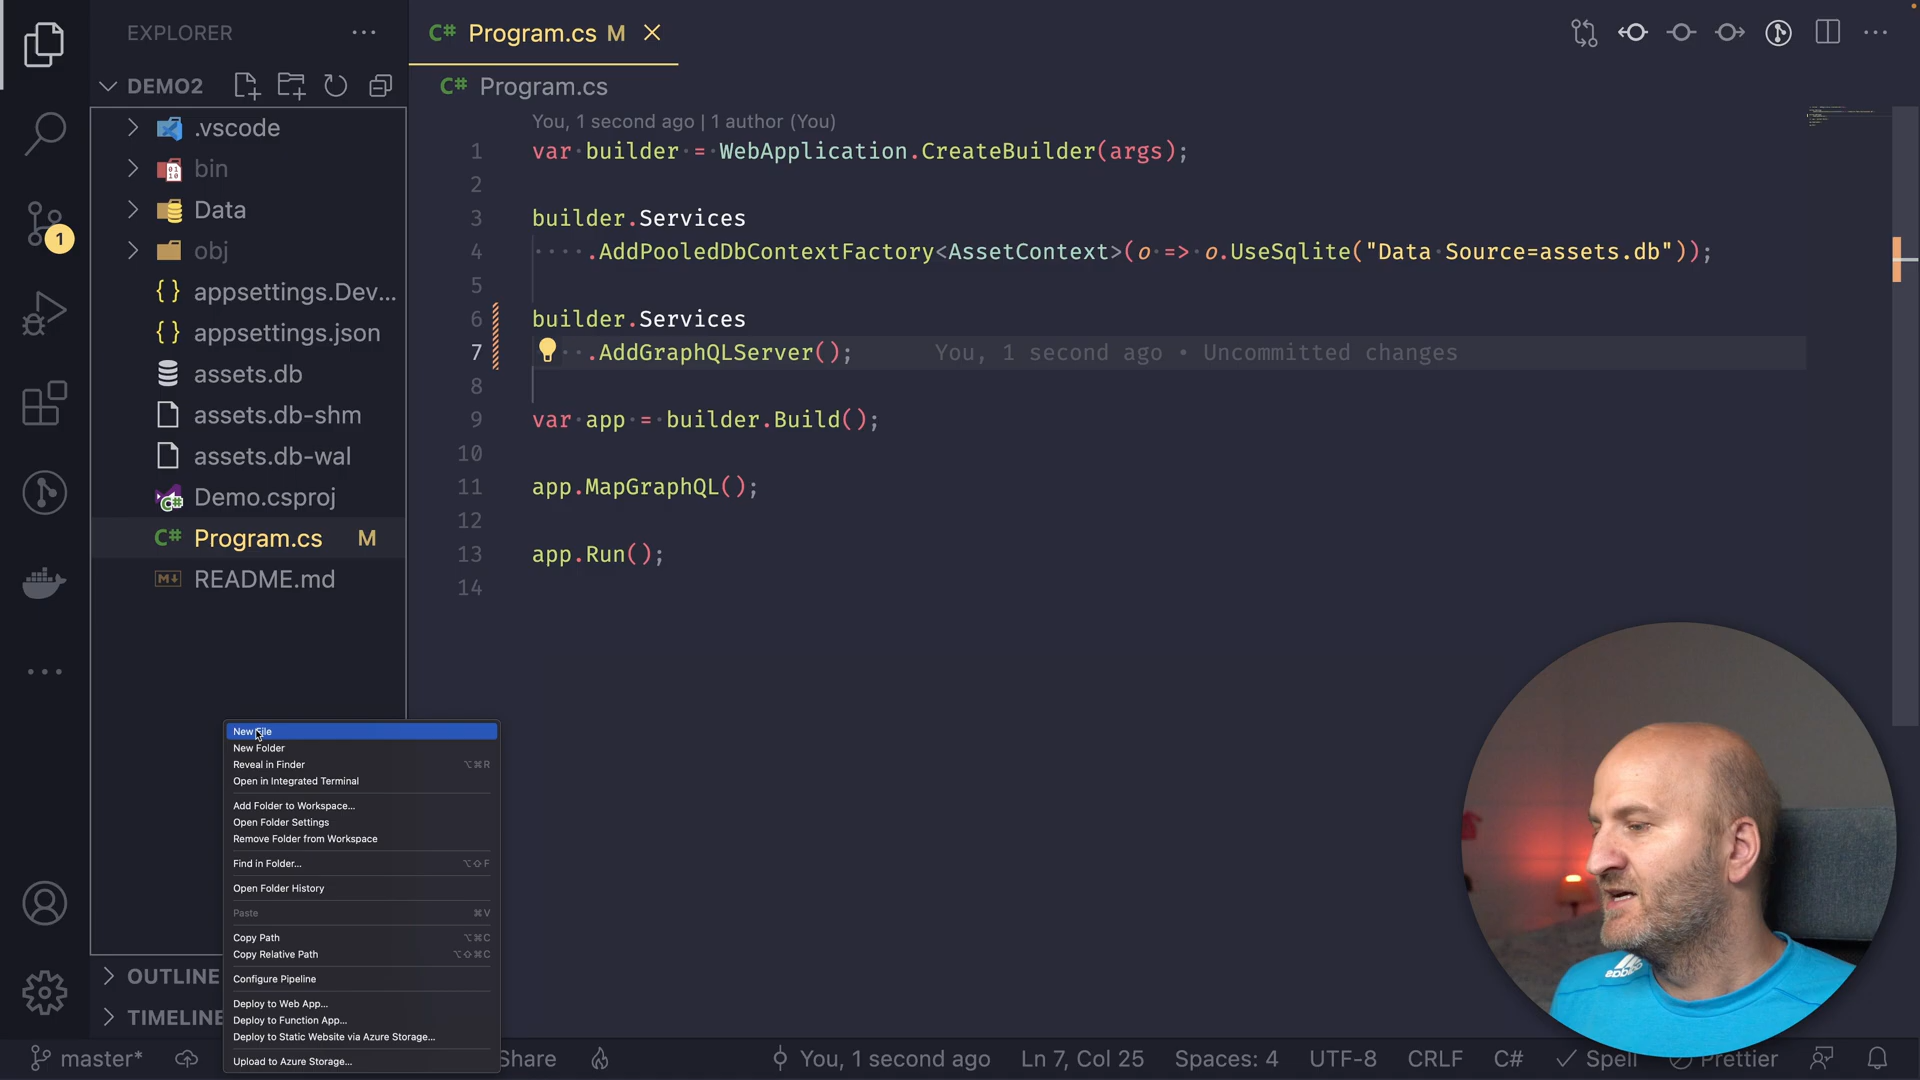 EXPLORER
DEMO2
.vscode
bin
Data
obj
appsettings.Dev...
appsettings.json
assets.db
assets.db-shm
assets.db-wal
Demo.csproj
Program.cs M
README.md
OUTLINE
TIMELINE
C# Program.cs M
C# Program.cs
You, 1 second ago | 1 author (You)
1 var builder = WebApplication.CreateBuilder(args);
2
3 builder.Services
4 .AddPooledDbContextFactory<AssetContext>(o => o.UseSqlite("Data Source=assets.db"));
5
6 builder.Services
7 .AddGraphQLServer(); You, 1 second ago • Uncommitted changes
8
9 var app = builder.Build();
10
11 app.MapGraphQL();
12
13 app.Run();
14
New File
New Folder
Reveal in Finder ⌥⌘R
Open in Integrated Terminal
Add Folder to Workspace...
Open Folder Settings
Remove Folder from Workspace
Find in Folder... ⌥⇧F
Open Folder History
Paste ⌘V
Copy Path ⌥⌘C
Copy Relative Path ⌥⇧⌘C
Configure Pipeline
Deploy to Web App...
Deploy to Function App...
Deploy to Static Website via Azure Storage...
Upload to Azure Storage...
1
adidas
master* Share You, 1 second ago Ln 7, Col 25 Spaces: 4 UTF-8 CRLF C# Spell Prettier